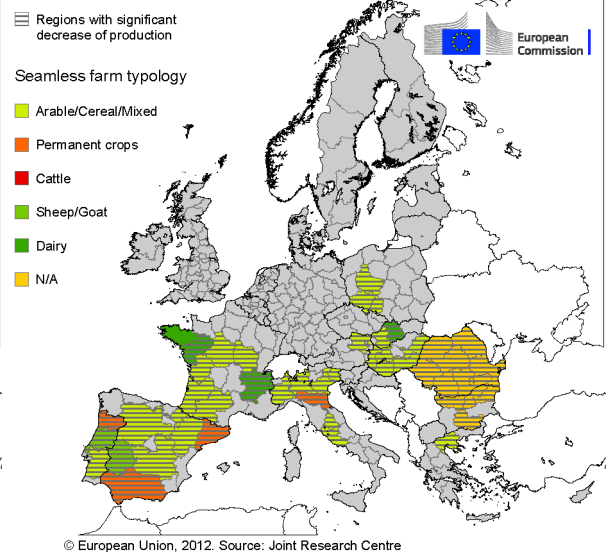 Regions with significant
decrease of production
Seamless farm typology
Arable/Cereal/Mixed
Permanent crops
Cattle
Sheep/Goat
Dairy
N/A
European
Commission
© European Union, 2012. Source: Joint Research Centre